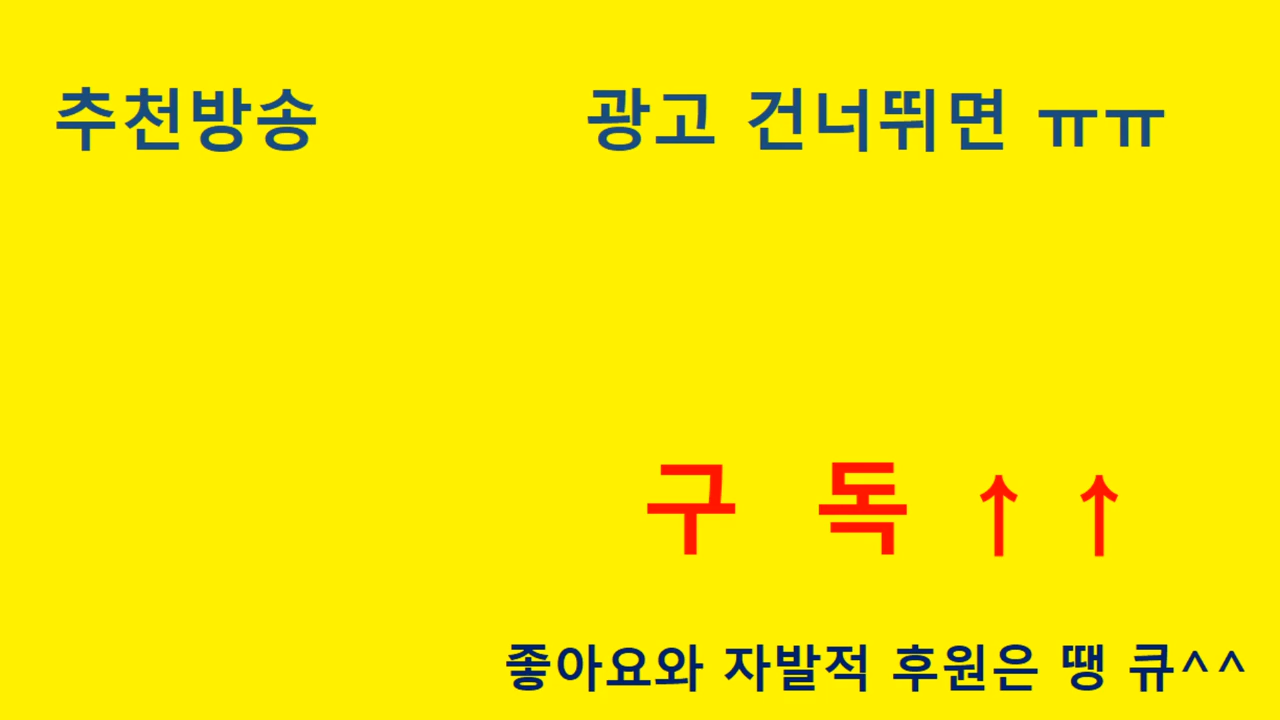 추천방송
광고 건너뛰면 ㅠㅠ
구 독 ↑ ↑
좋아요와 자발적 후원은 땡 큐^^